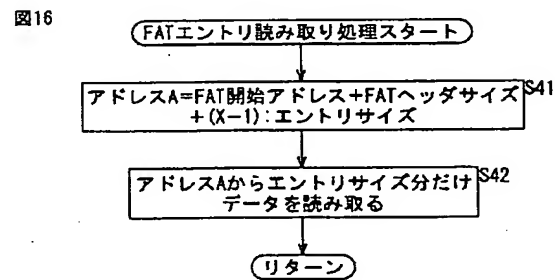 図16
FATエントリ読み取り処理スタート
アドレスA=FAT開始アドレス+FATヘッダサイズ
+(X-1):エントリサイズ
S41
アドレスAからエントリサイズ分だけ
データを読み取る
S42
リターン